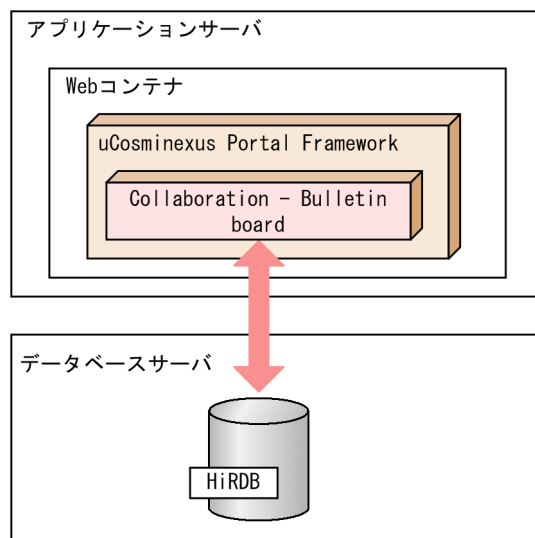 アプリケーションサーバ
Webコンテナ
uCosminexus Portal Framework
Collaboration － Bulletin
board
データベースサーバ
HiRDB